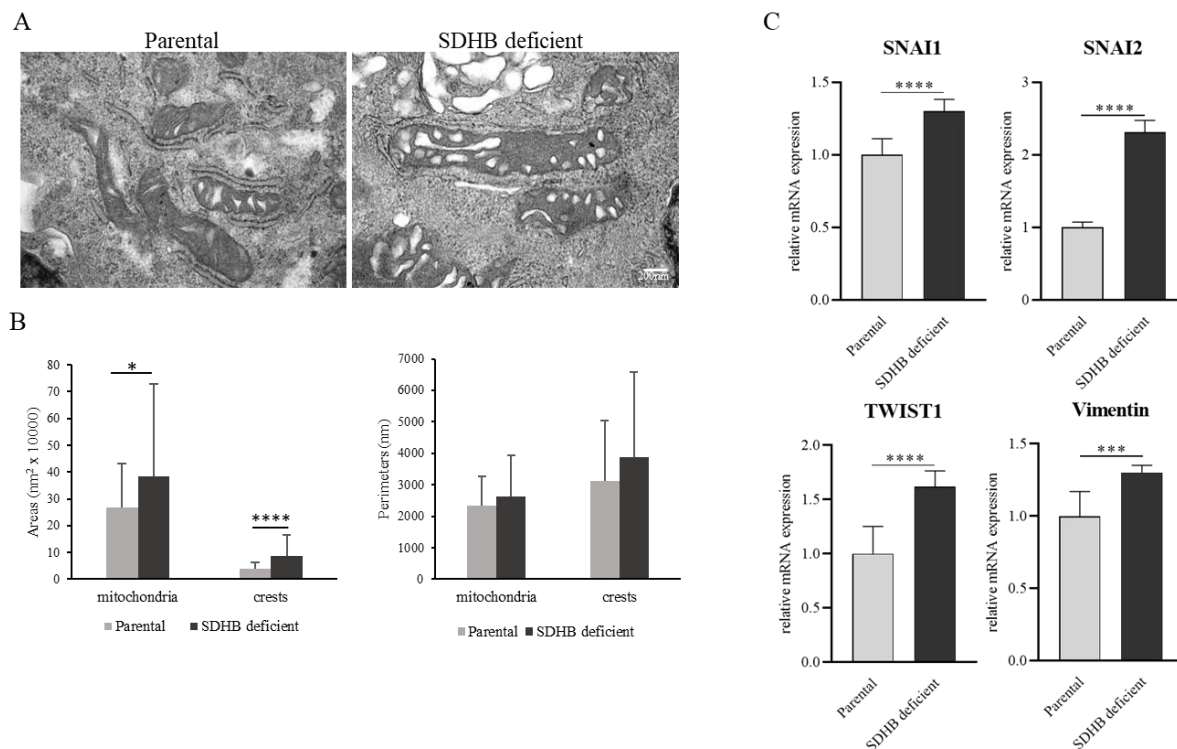 A
Parental
SDHB deficient
200nm
B
Areas (nm² x 10000)
80
70
60
50
40
30
20
10
0
*
****
mitochondria
crests
Parental
SDHB deficient
Perimeters (nm)
7000
6000
5000
4000
3000
2000
1000
0
mitochondria
crests
Parental
SDHB deficient
C
SNAI1
relative mRNA expression
1.5
1.0
0.5
0.0
****
Parental
SDHB deficient
SNAI2
relative mRNA expression
3
2
1
0
****
Parental
SDHB deficient
TWIST1
relative mRNA expression
2.0
1.5
1.0
0.5
0.0
****
Parental
SDHB deficient
Vimentin
relative mRNA expression
1.5
1.0
0.5
0.0
***
Parental
SDHB deficient